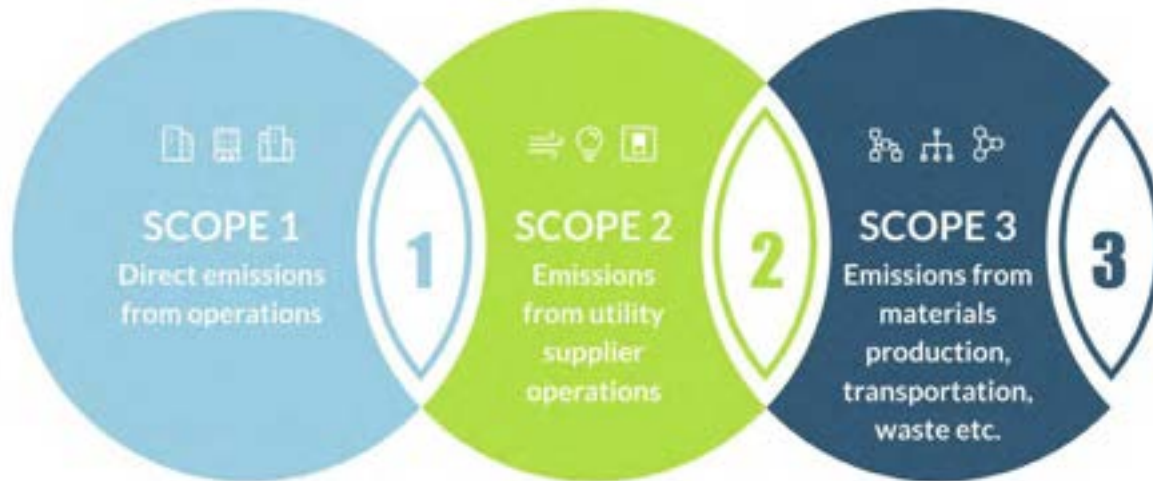 SCOPE 1
Direct emissions
from operations
1
SCOPE 2
Emissions
from utility
supplier
operations
2
SCOPE 3
Emissions from
materials
production,
transportation,
waste etc.
3